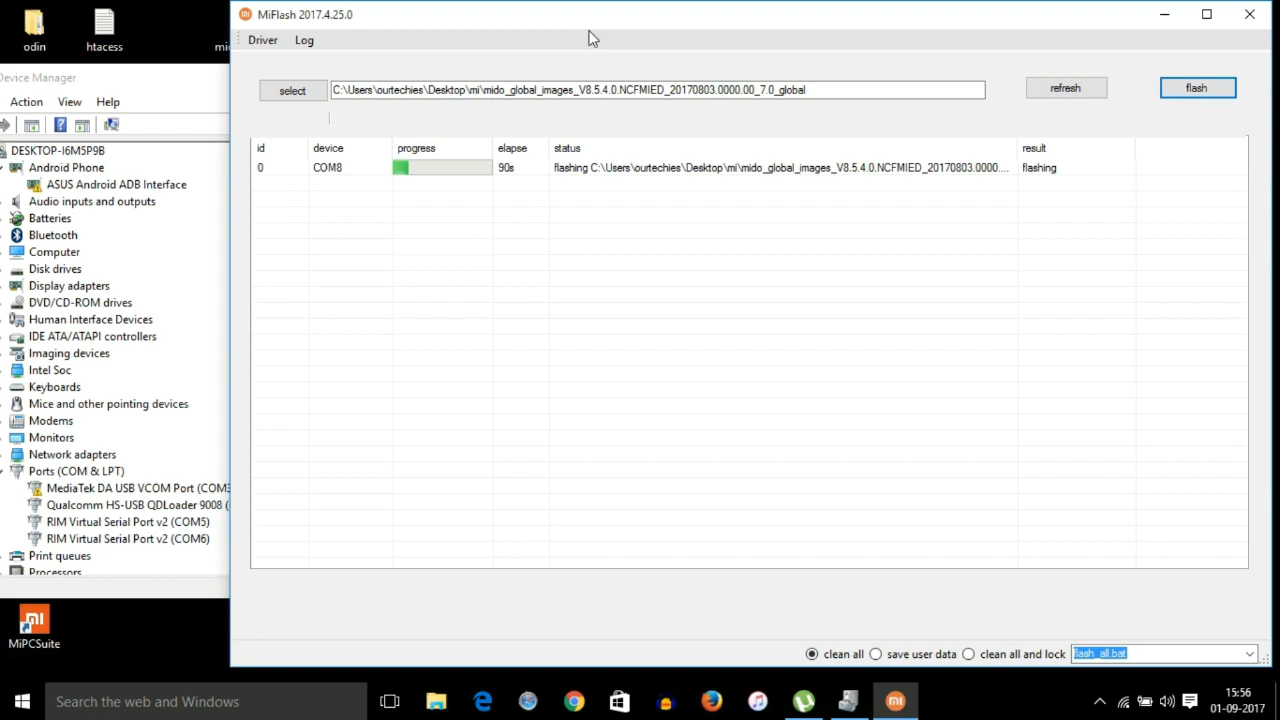 odin
htacess
MiFlash 2017.4.25.0
Driver Log
Device Manager
Action View Help
select C:\Users\ourtechies\Desktop\mi\mido_global_images_V8.5.4.0.NCFMIED_20170803.0000.00_7.0_global refresh flash
id device progress elapse status result
0 COM8 90s flashing C:\Users\ourtechies\Desktop\mi\mido_global_images_V8.5.4.0.NCFMIED_20170803.0000.... flashing
DESKTOP-I6M5P9B
Android Phone
ASUS Android ADB Interface
Audio inputs and outputs
Batteries
Bluetooth
Computer
Disk drives
Display adapters
DVD/CD-ROM drives
Human Interface Devices
IDE ATA/ATAPI controllers
Imaging devices
Intel Soc
Keyboards
Mice and other pointing devices
Modems
Monitors
Network adapters
Ports (COM & LPT)
MediaTek DA USB VCOM Port (COM3
Qualcomm HS-USB QDLoader 9008 (
RIM Virtual Serial Port v2 (COM5)
RIM Virtual Serial Port v2 (COM6)
Print queues
Processors
MiPCSuite
clean all save user data clean all and lock flash_all.bat
Search the web and Windows
15:56
01-09-2017